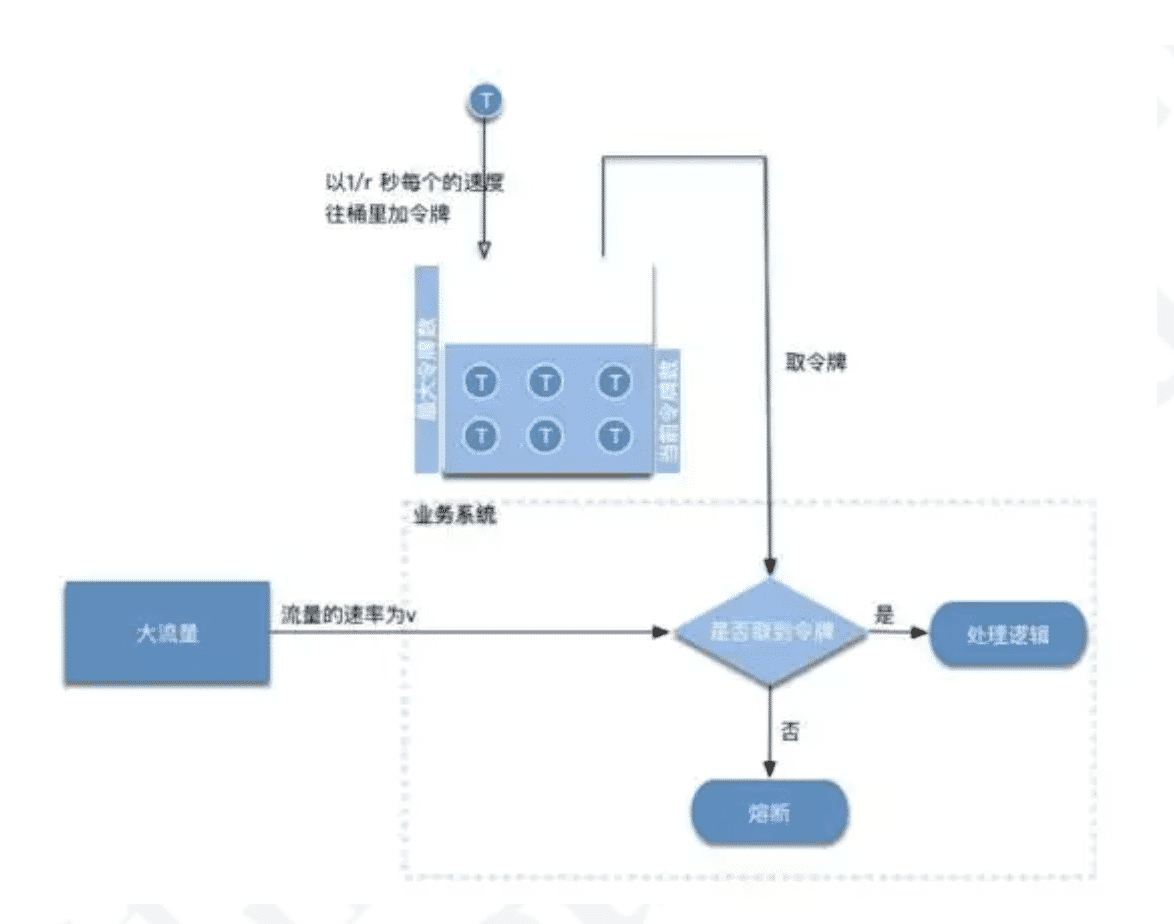 T
以1/r 秒每个的速度
往桶里加令牌
最大令牌数
T T T
T T T
当前令牌数
取令牌
业务系统
大流量
流量的速率为v
是否取到令牌
是
处理逻辑
否
熔断